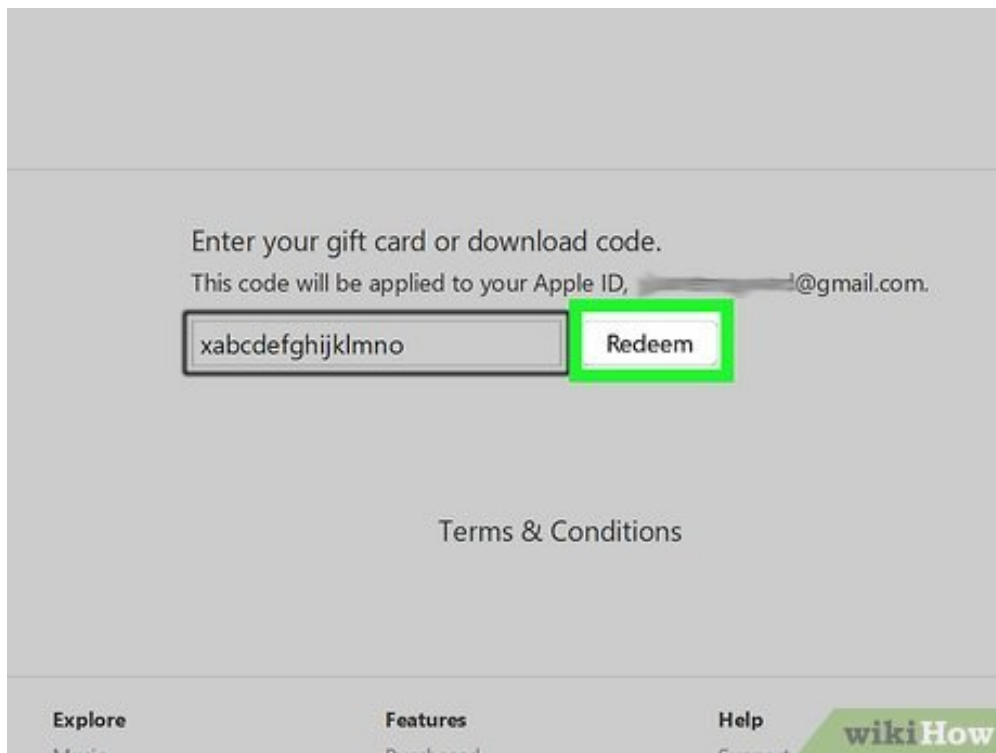 Enter your gift card or download code.
This code will be applied to your Apple ID, @gmail.com.
xabcdefghijklmno Redeem
Terms & Conditions
Explore Features Help
wikiHow